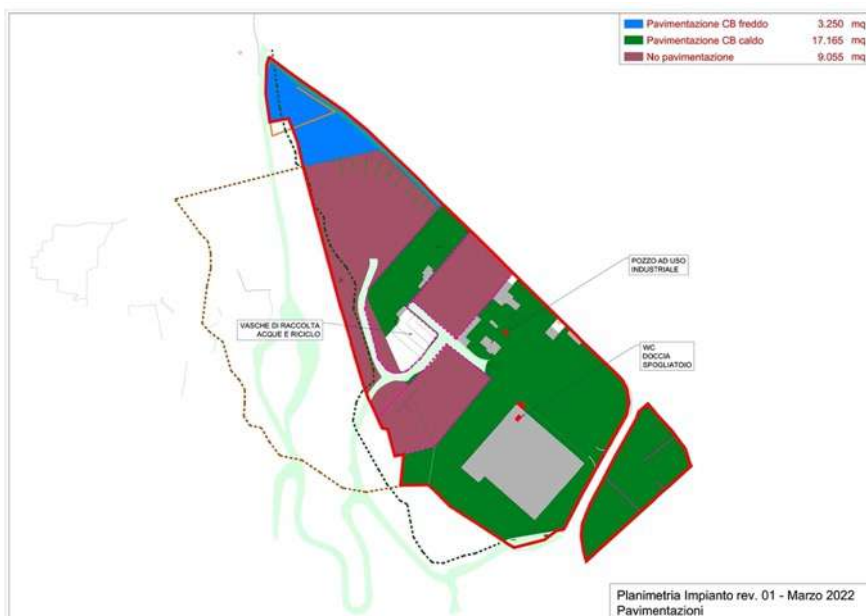 Pavimentazione CB freddo 3.250 mq
Pavimentazione CB caldo 17.165 mq
No pavimentazione 9.055 mq
POZZO AD USO
INDUSTRIALE
VASCHE DI RACCOLTA
ACQUE E RICICLO
WC
DOCCIA
SPOGLIATOIO
Planimetria Impianto rev. 01 - Marzo 2022
Pavimentazioni